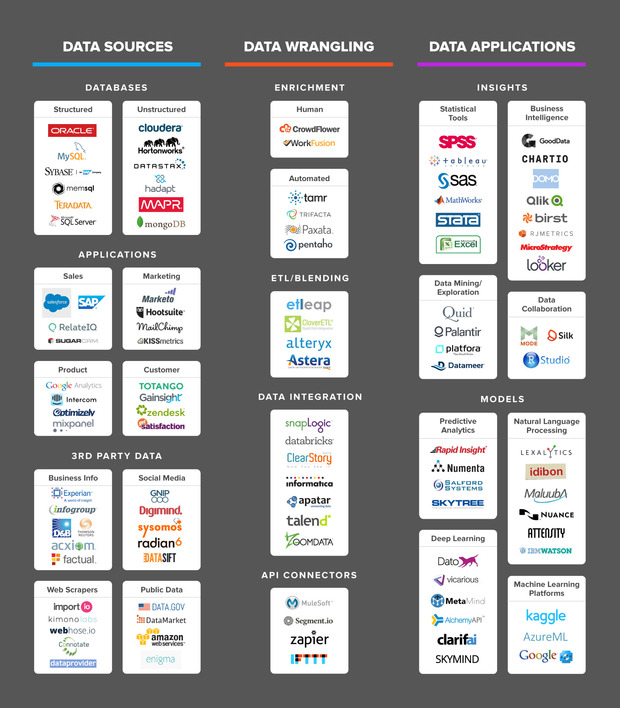 DATA SOURCES
DATABASES
Structured
ORACLE
MySQL
SYBASE
memsql
TERADATA
Microsoft
SQL Server
Unstructured
cloudera
Hortonworks
DATASTAX
hadapt
MAPR
mongoDB
APPLICATIONS
Sales
salesforce
SAP
RelateIQ
SUGARCRM
Marketing
Marketo
Hootsuite
MailChimp
KISSmetrics
Product
Google Analytics
Intercom
Optimizely
mixpanel
Customer
TOTANGO
Gainsight
zendesk
satisfaction
3RD PARTY DATA
Business Info
Experian
A world of insight
infogroup
D&B
THOMSON
REUTERS
acxiom
factual.
Social Media
GNIP
Digimind.
sysomos
radian6
DATASIFT
Web Scrapers
import io
kimono labs
webhose.io
Connotate
dataprovider
Public Data
DATA.GOV
DataMarket
amazon
web services
enigma
DATA WRANGLING
ENRICHMENT
Human
CrowdFlower
WorkFusion
Automated
tamr
TRIFACTA
Paxata
pentaho
ETL/BLENDING
etleap
CloverETL
alteryx
Astera
DATA INTEGRATION
snapLogic
databricks
ClearStory
INFORMATICA
apatar
talend
ZOOMDATA
API CONNECTORS
MuleSoft
Segment.io
zapier
IFTTT
DATA APPLICATIONS
INSIGHTS
Statistical
Tools
SPSS
tableau
software
sas
MathWorks
STATA
Excel
Business
Intelligence
GoodData
CHARTIO
DOMO
Qlik
birst
RJMETRICS
MicroStrategy
looker
Data Mining/
Exploration
Quid
Palantir
platfora
Datameer
Data
Collaboration
MODE
Silk
R Studio
MODELS
Predictive
Analytics
Rapid Insight
Numenta
SALFORD
SYSTEMS
SKYTREE
Natural Language
Processing
LEXALYTICS
idibon
MaluubA
NUANCE
ATTENSITY
IBMWATSON
Deep Learning
Dato
vicarious
MetaMind
AlchemyAPI
clarifai
SKYMIND
Machine Learning
Platforms
kaggle
AzureML
Google